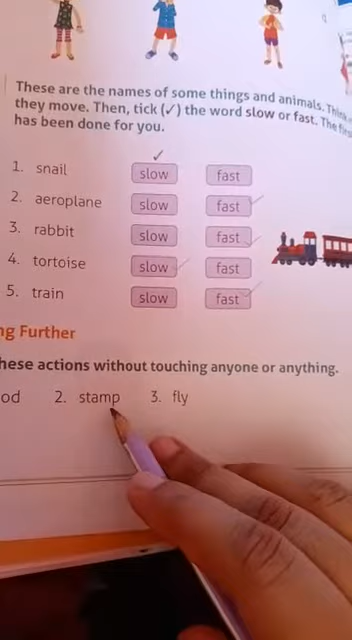 These are the names of some things and animals. Think
they move. Then, tick (✓) the word slow or fast. The
has been done for you.
✓
1. snail slow fast
2. aeroplane slow fast ✓
3. rabbit slow fast ✓
4. tortoise slow ✓ fast
5. train slow fast ✓
ng Further
hese actions without touching anyone or anything.
od 2. stamp 3. fly